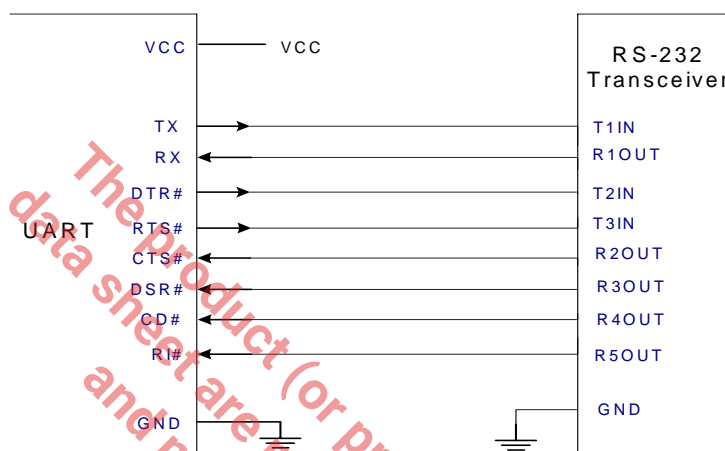 VCC
VCC
RS-232
Transceiver
TX
T1IN
RX
R1OUT
DTR#
T2IN
UART
RTS#
T3IN
CTS#
R2OUT
DSR#
R3OUT
CD#
R4OUT
RI#
R5OUT
GND
GND
The product (or pr
data sheet are
and